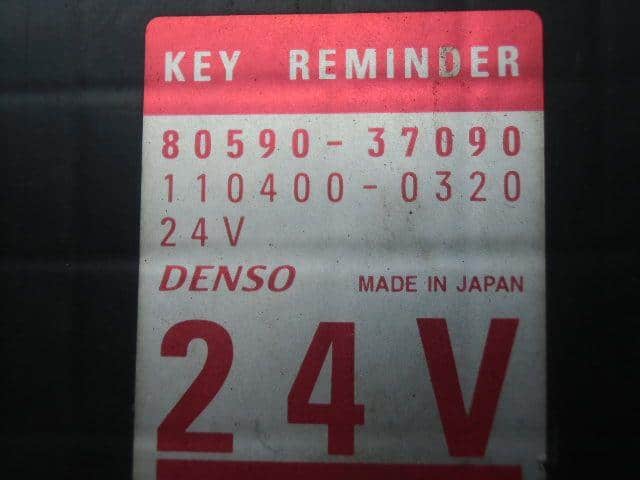 KEY REMINDER
80590-37090
110400-0320
24V
DENSO MADE IN JAPAN
24V